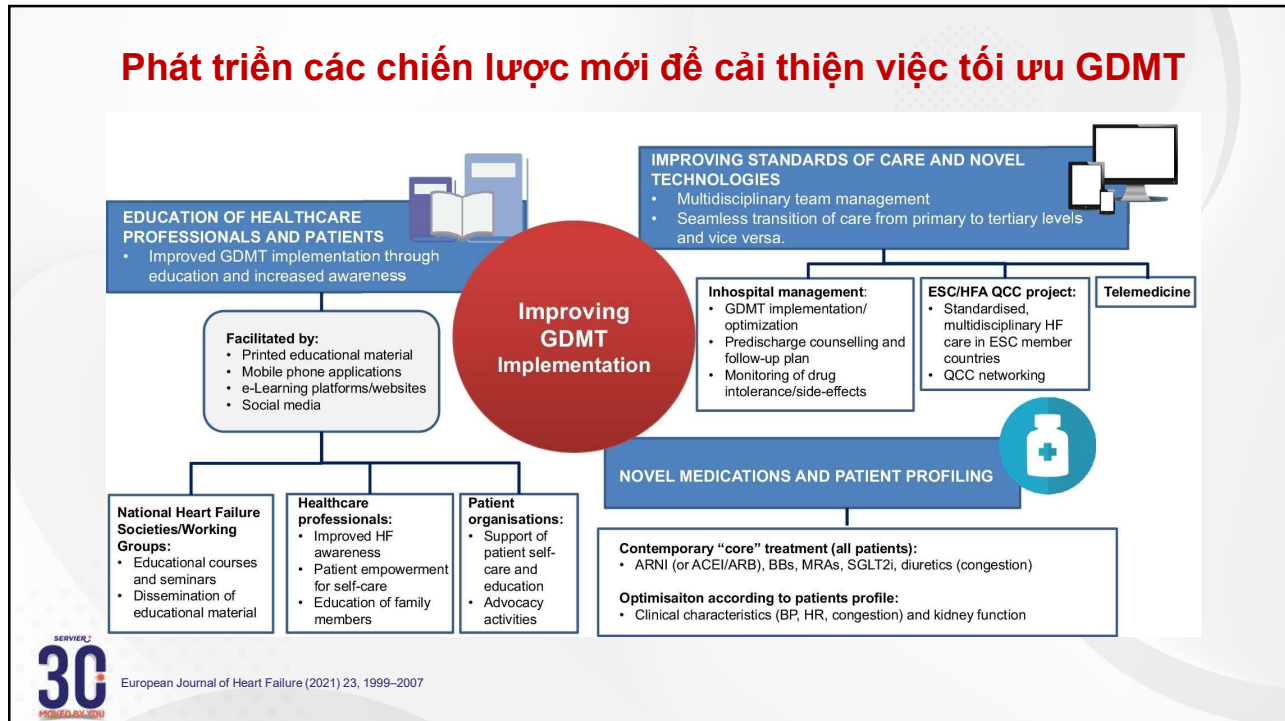 Phát triển các chiến lược mới để cải thiện việc tối ưu GDMT
EDUCATION OF HEALTHCARE
PROFESSIONALS AND PATIENTS
• Improved GDMT implementation through
education and increased awareness
Facilitated by:
• Printed educational material
• Mobile phone applications
• e-Learning platforms/websites
• Social media
National Heart Failure
Societies/Working
Groups:
• Educational courses
and seminars
• Dissemination of
educational material
Healthcare
professionals:
• Improved HF
awareness
• Patient empowerment
for self-care
• Education of family
members
Patient
organisations:
• Support of
patient self-
care and
education
• Advocacy
activities
Improving
GDMT
Implementation
IMPROVING STANDARDS OF CARE AND NOVEL
TECHNOLOGIES
• Multidisciplinary team management
• Seamless transition of care from primary to tertiary levels
and vice versa.
Inhospital management:
• GDMT implementation/
optimization
• Predischarge counselling and
follow-up plan
• Monitoring of drug
intolerance/side-effects
ESC/HFA QCC project:
• Standardised,
multidisciplinary HF
care in ESC member
countries
• QCC networking
Telemedicine
NOVEL MEDICATIONS AND PATIENT PROFILING
Contemporary “core” treatment (all patients):
• ARNI (or ACEI/ARB), BBs, MRAs, SGLT2i, diuretics (congestion)
Optimisaiton according to patients profile:
• Clinical characteristics (BP, HR, congestion) and kidney function
SERVIER
30
MOVED BY YOU
European Journal of Heart Failure (2021) 23, 1999–2007